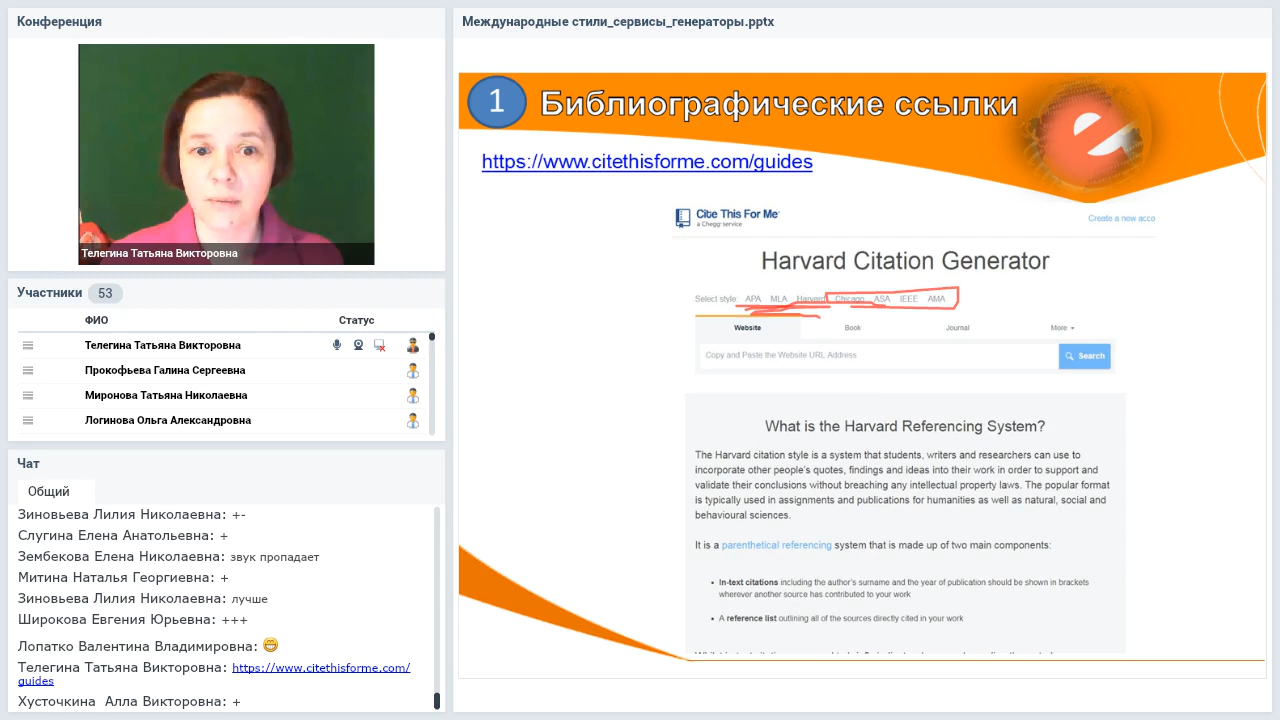 Конференция
Телегина Татьяна Викторовна
Участники 53
ФИО Статус
Телегина Татьяна Викторовна
Прокофьева Галина Сергеевна
Миронова Татьяна Николаевна
Логинова Ольга Александровна
Чат
Общий
Зиновьева Лилия Николаевна: +-
Слугина Елена Анатольевна: +
Зембекова Елена Николаевна: звук пропадает
Митина Наталья Георгиевна: +
Зиновьева Лилия Николаевна: лучше
Широкова Евгения Юрьевна: +++
Лопатко Валентина Владимировна:
Телегина Татьяна Викторовна: https://www.citethisforme.com/
guides
Хусточкина Алла Викторовна: +
Международные стили_сервисы_генераторы.pptx
1 Библиографические ссылки
https://www.citethisforme.com/guides
Cite This For Me
a Chegg service
Create a new acco
Harvard Citation Generator
Select style: APA MLA Harvard Chicago ASA IEEE AMA
Website Book Journal More
Copy and Paste the Website URL Address Search
What is the Harvard Referencing System?
The Harvard citation style is a system that students, writers and researchers can use to
incorporate other people's quotes, findings and ideas into their work in order to support and
validate their conclusions without breaching any intellectual property laws. The popular format
is typically used in assignments and publications for humanities as well as natural, social and
behavioural sciences.
It is a parenthetical referencing system that is made up of two main components:
• In-text citations including the author's surname and the year of publication should be shown in brackets
wherever another source has contributed to your work
• A reference list outlining all of the sources directly cited in your work